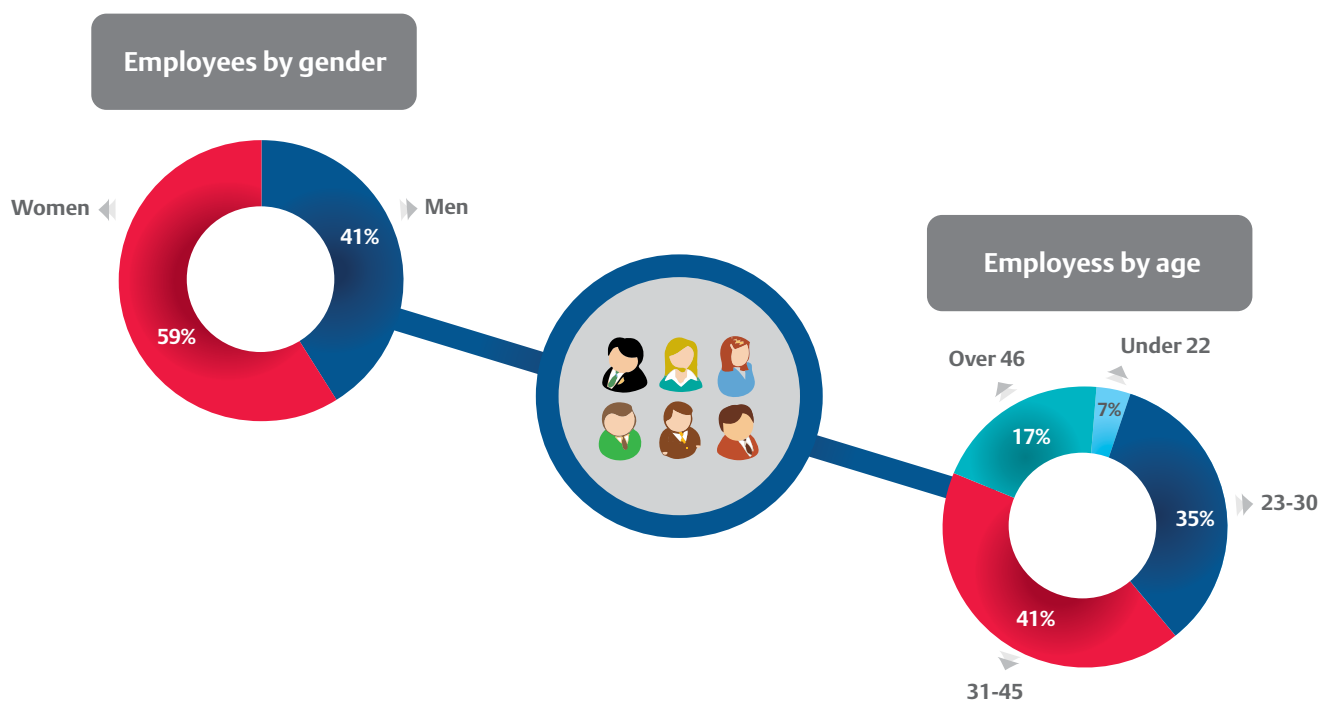 Employees by gender
Women
Men
41%
59%
Employess by age
Over 46
Under 22
7%
17%
35%
23-30
41%
31-45